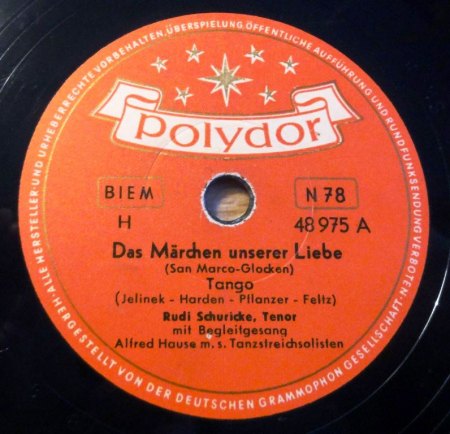 ·ALLE HERSTELLER-UND URHEBERRECHTE VORBEHALTEN·ÜBERSPIELUNG ÖFFENTLICHE AUFFÜHRUNG UND RUNDFUNKSENDUNG VERBOTEN·
polydor
BIEM
N 78
H
48 975 A
Das Märchen unserer Liebe
(San Marco-Glocken)
Tango
(Jelinek - Harden - Pflanzer - Feltz)
Rudi Schuricke, Tenor
mit Begleitgesang
Alfred Hause m. s. Tanzstreichsolisten
HERGESTELLT VON DER DEUTSCHEN GRAMMOPHON GESELLSCHAFT·